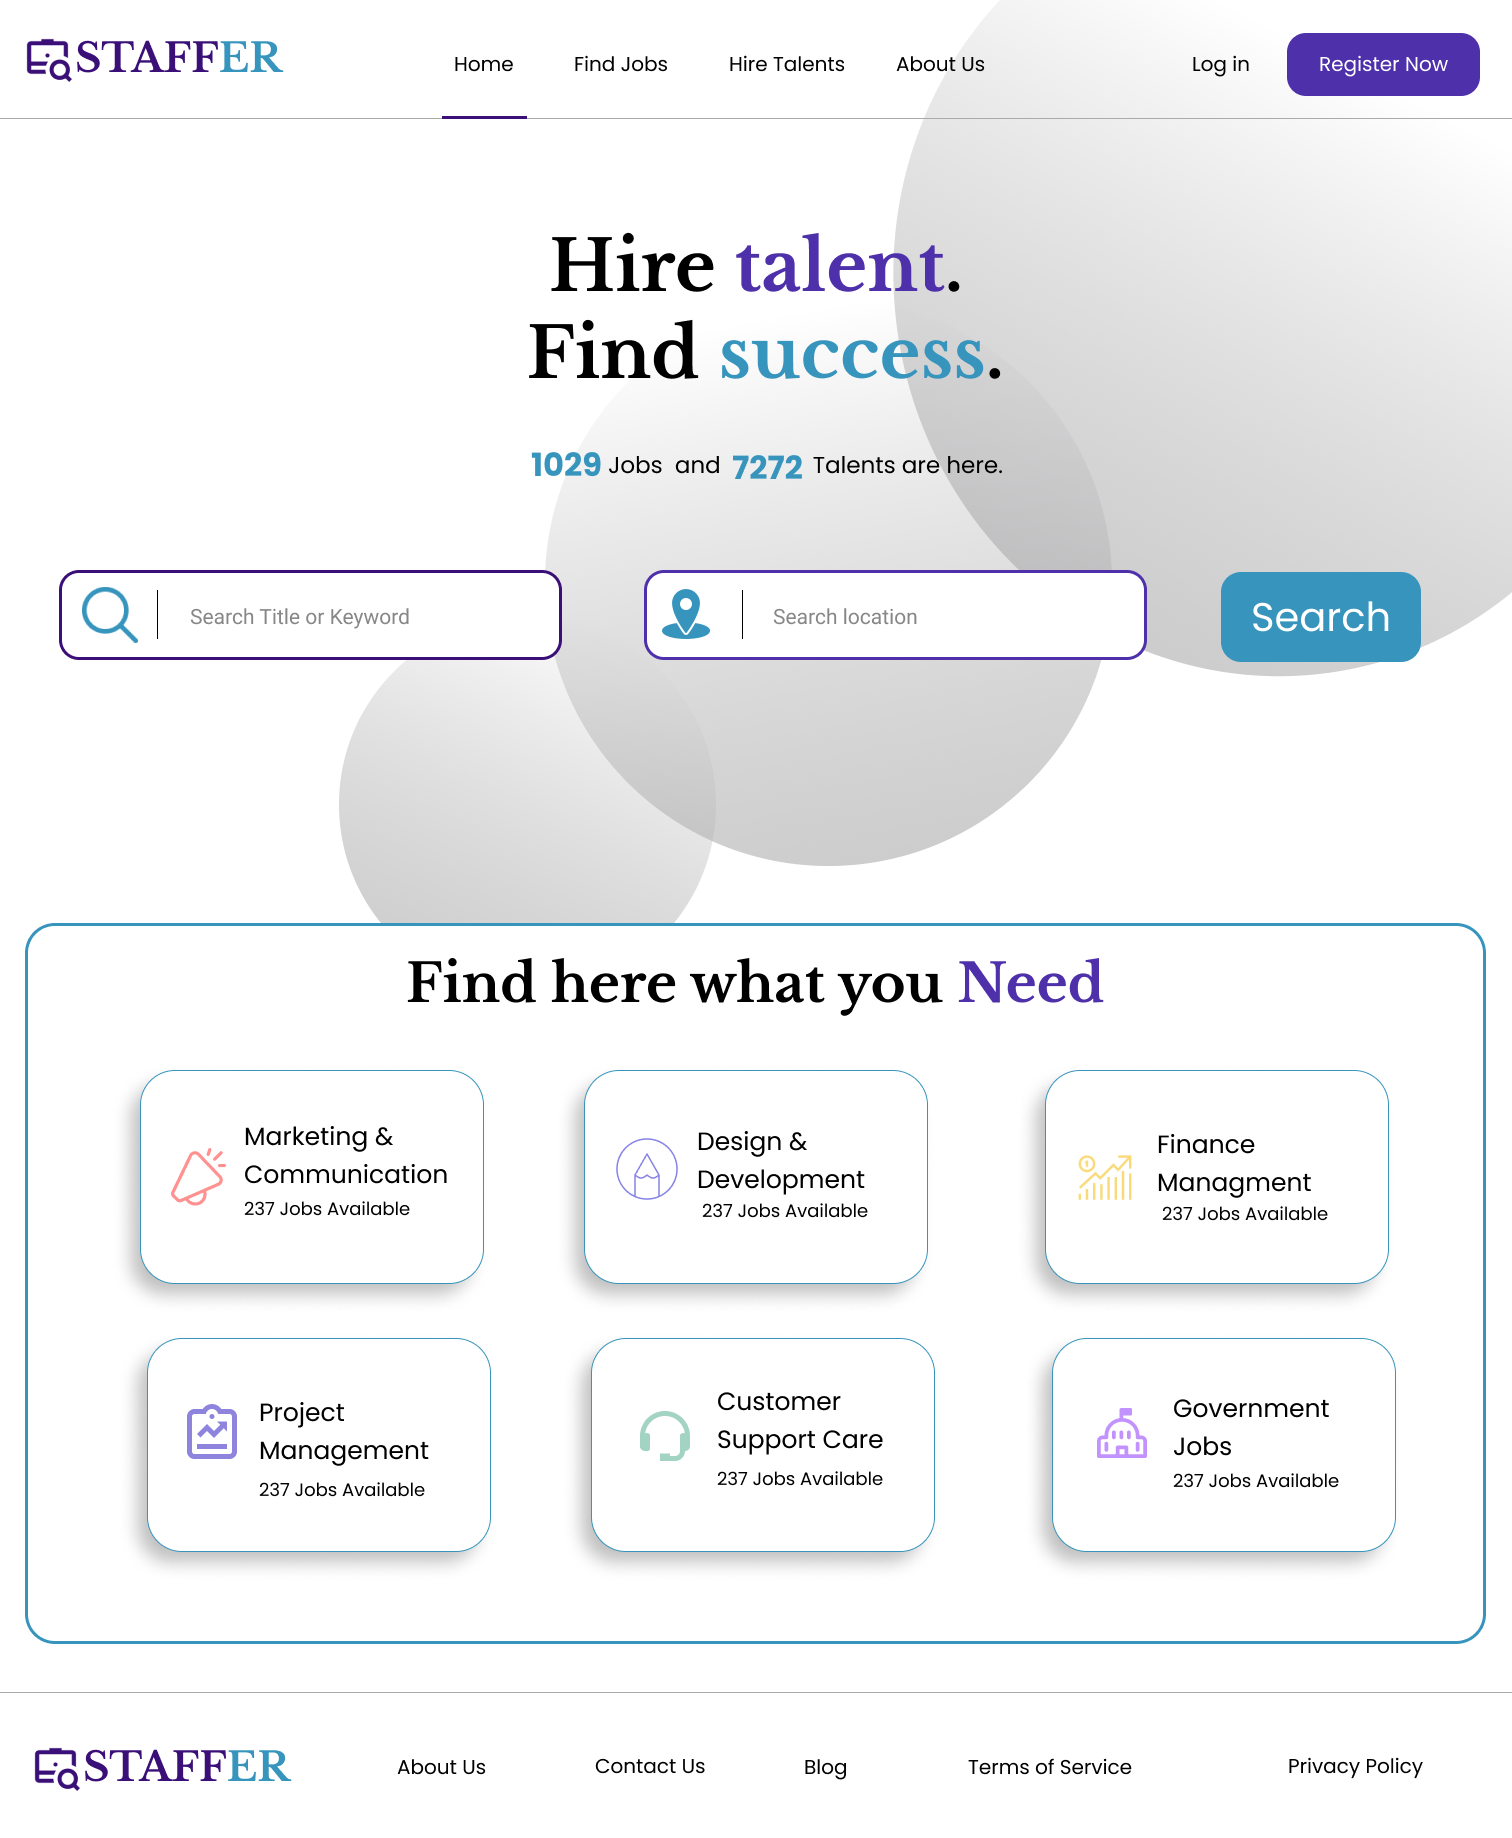 STAFFER
Home Find Jobs Hire Talents About Us Log in Register Now
Hire talent.
Find success.
1029 Jobs and 7272 Talents are here.
Search Title or Keyword Search location Search
Find here what you Need
Marketing &
Communication
237 Jobs Available
Design &
Development
237 Jobs Available
Finance
Managment
237 Jobs Available
Project
Management
237 Jobs Available
Customer
Support Care
237 Jobs Available
Government
Jobs
237 Jobs Available
STAFFER About Us Contact Us Blog Terms of Service Privacy Policy